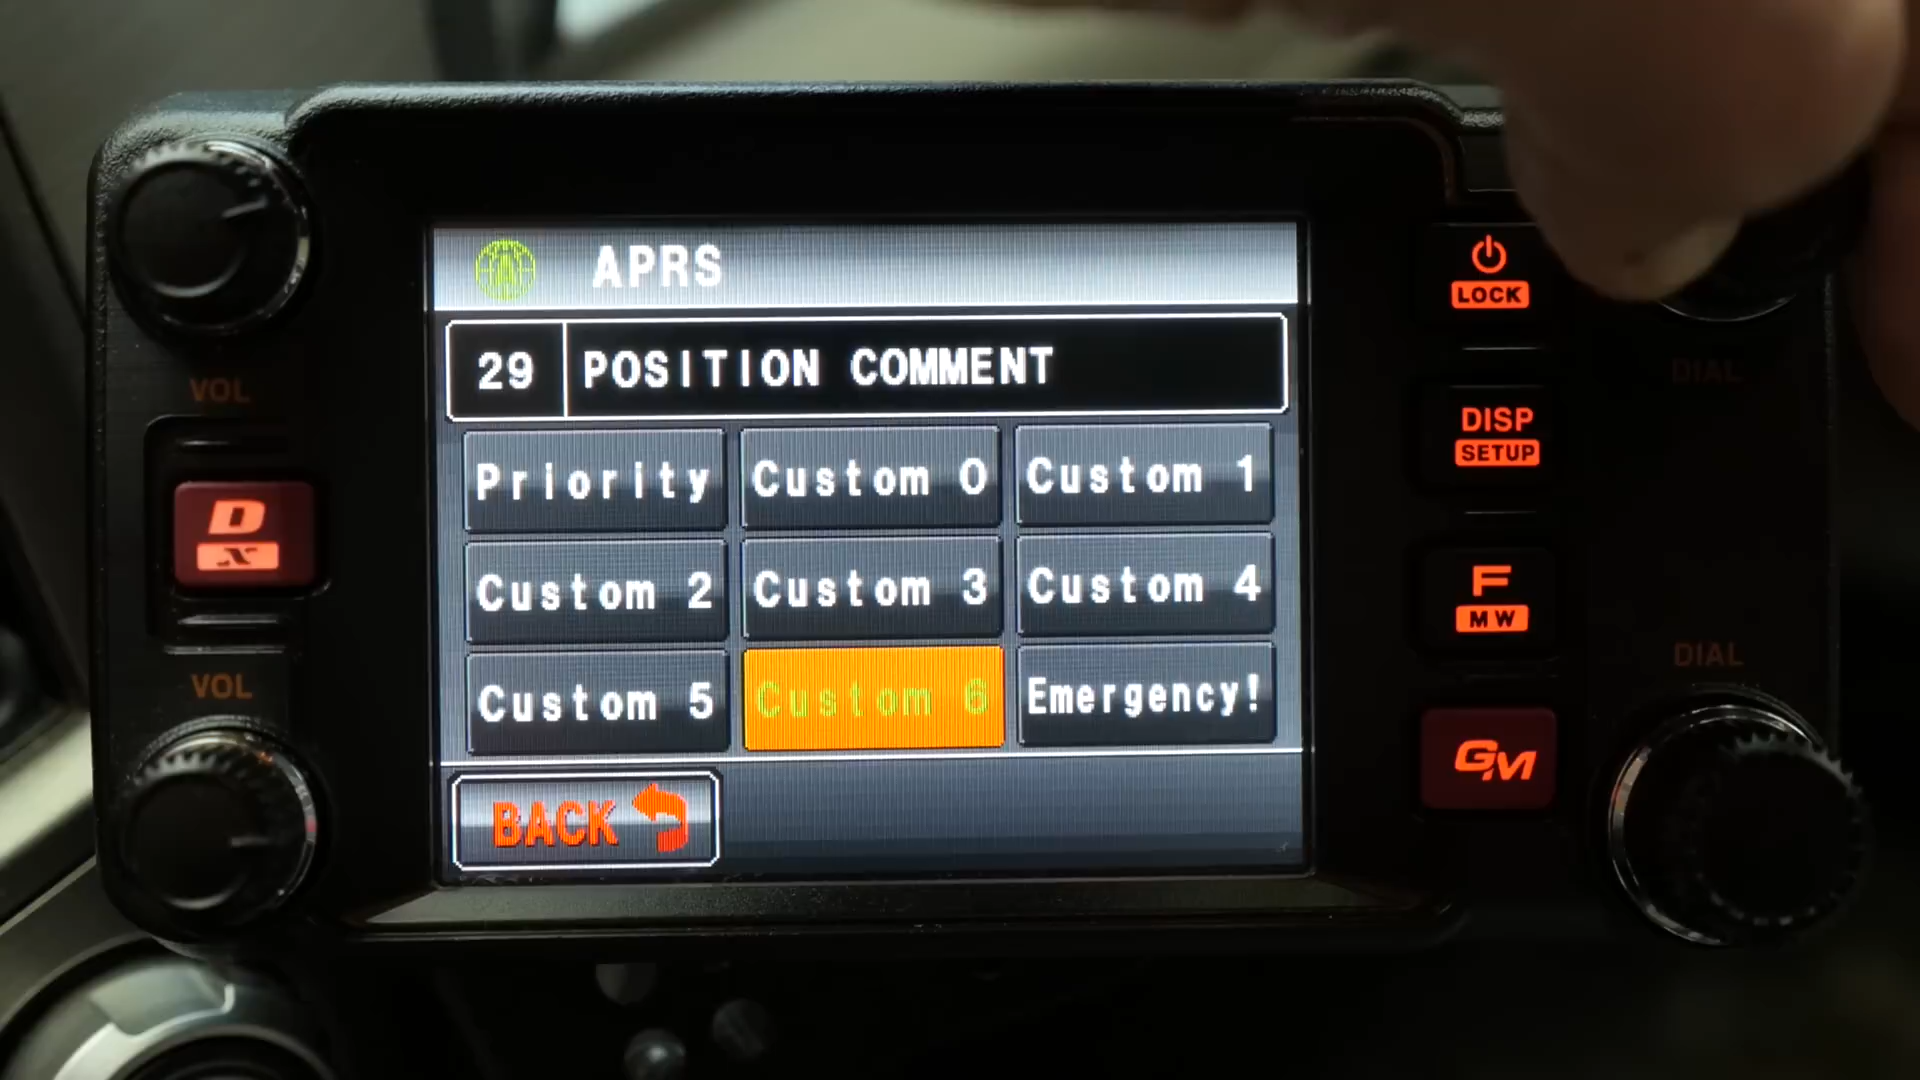 APRS
29 POSITION COMMENT
Priority Custom 0 Custom 1
Custom 2 Custom 3 Custom 4
Custom 5 Custom 6 Emergency!
BACK
VOL
D
X
VOL
LOCK
DISP
SETUP
F
MW
GM
DIAL
DIAL